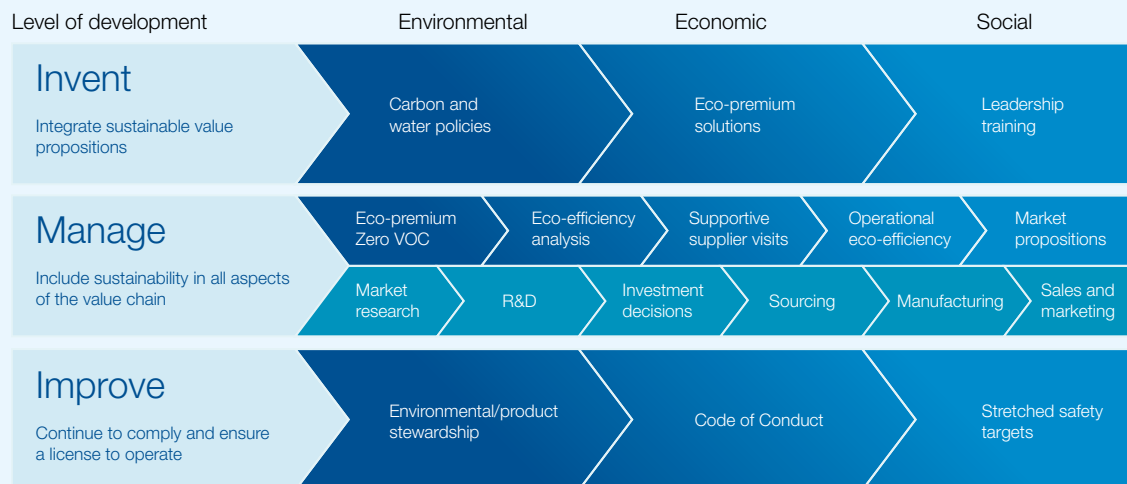 Level of development Environmental Economic Social
Invent
Integrate sustainable value
propositions
Carbon and
water policies
Eco-premium
solutions
Leadership
training
Manage
Include sustainability in all aspects
of the value chain
Eco-premium
Zero VOC
Eco-efficiency
analysis
Supportive
supplier visits
Operational
eco-efficiency
Market
propositions
Market
research
R&D
Investment
decisions
Sourcing
Manufacturing
Sales and
marketing
Improve
Continue to comply and ensure
a license to operate
Environmental/product
stewardship
Code of Conduct
Stretched safety
targets